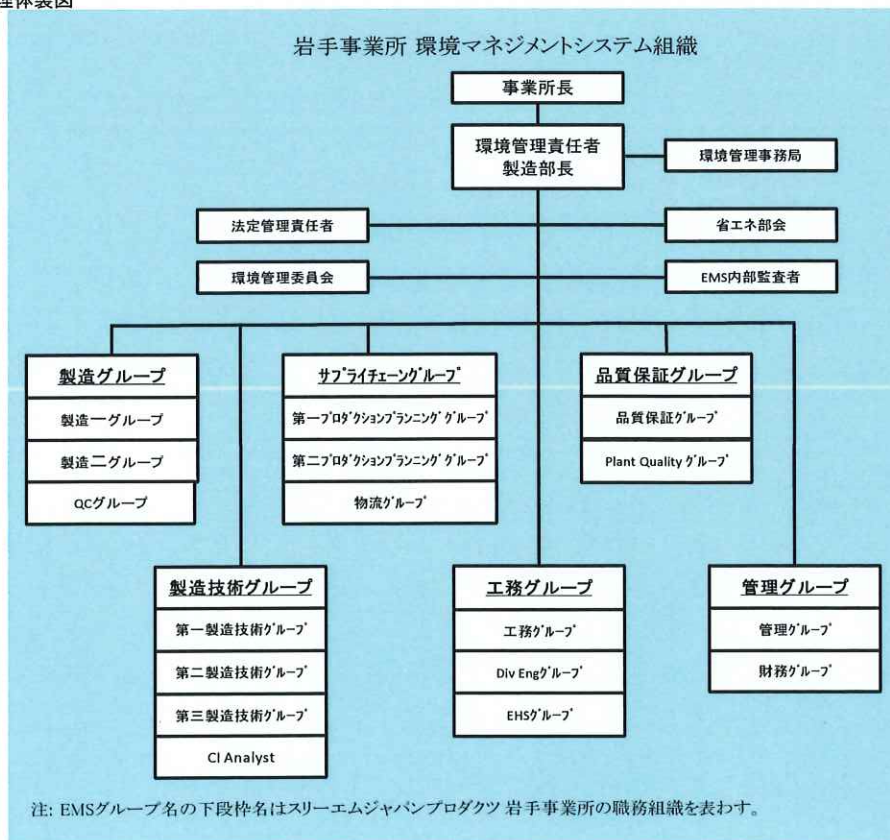 理体製図
岩手事業所 環境マネジメントシステム組織
事業所長
環境管理責任者
製造部長
環境管理事務局
法定管理責任者
省エネ部会
環境管理委員会
EMS内部監査者
製造グループ
製造一グループ
製造二グループ
QCグループ
サプライチェーングループ
第一プロダクションプランニンググループ
第二プロダクションプランニンググループ
物流グループ
品質保証グループ
品質保証グループ
Plant Quality グループ
製造技術グループ
第一製造技術グループ
第二製造技術グループ
第三製造技術グループ
CI Analyst
工務グループ
工務グループ
Div Engグループ
EHSグループ
管理グループ
管理グループ
財務グループ
注: EMSグループ名の下段枠名はスリーエムジャパンプロダクツ 岩手事業所の職務組織を表わす。